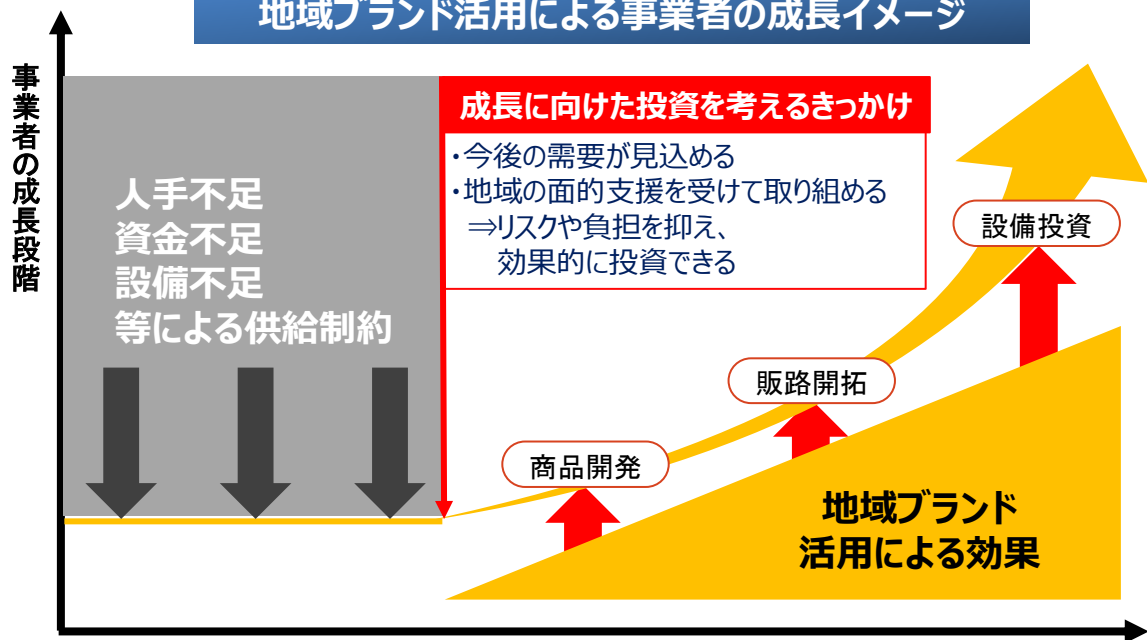 地域ブランド活用による事業者の成長イメージ
事業者の成長段階
成長に向けた投資を考えるきっかけ
・今後の需要が見込める
・地域の面的支援を受けて取り組める
⇒リスクや負担を抑え、
効果的に投資できる
人手不足
資金不足
設備不足
等による供給制約
設備投資
販路開拓
商品開発
地域ブランド
活用による効果